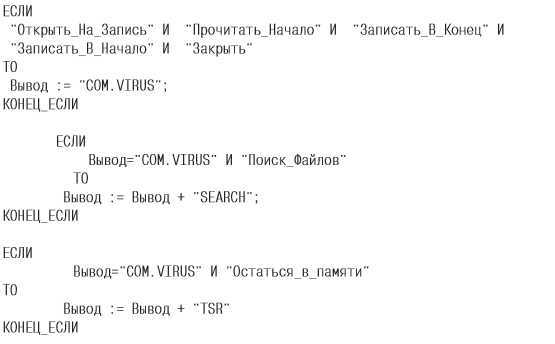 ЕСЛИ
"Открыть_На_Запись" И "Прочитать_Начало" И "Записать_В_Конец" И
"Записать_В_Начало" И "Закрыть"
ТО
Вывод := "COM.VIRUS";
КОНЕЦ_ЕСЛИ
ЕСЛИ
Вывод="COM.VIRUS" И "Поиск_Файлов"
ТО
Вывод := Вывод + "SEARCH";
КОНЕЦ_ЕСЛИ
ЕСЛИ
Вывод="COM.VIRUS" И "Остаться_в_памяти"
ТО
Вывод := Вывод + "TSR"
КОНЕЦ_ЕСЛИ